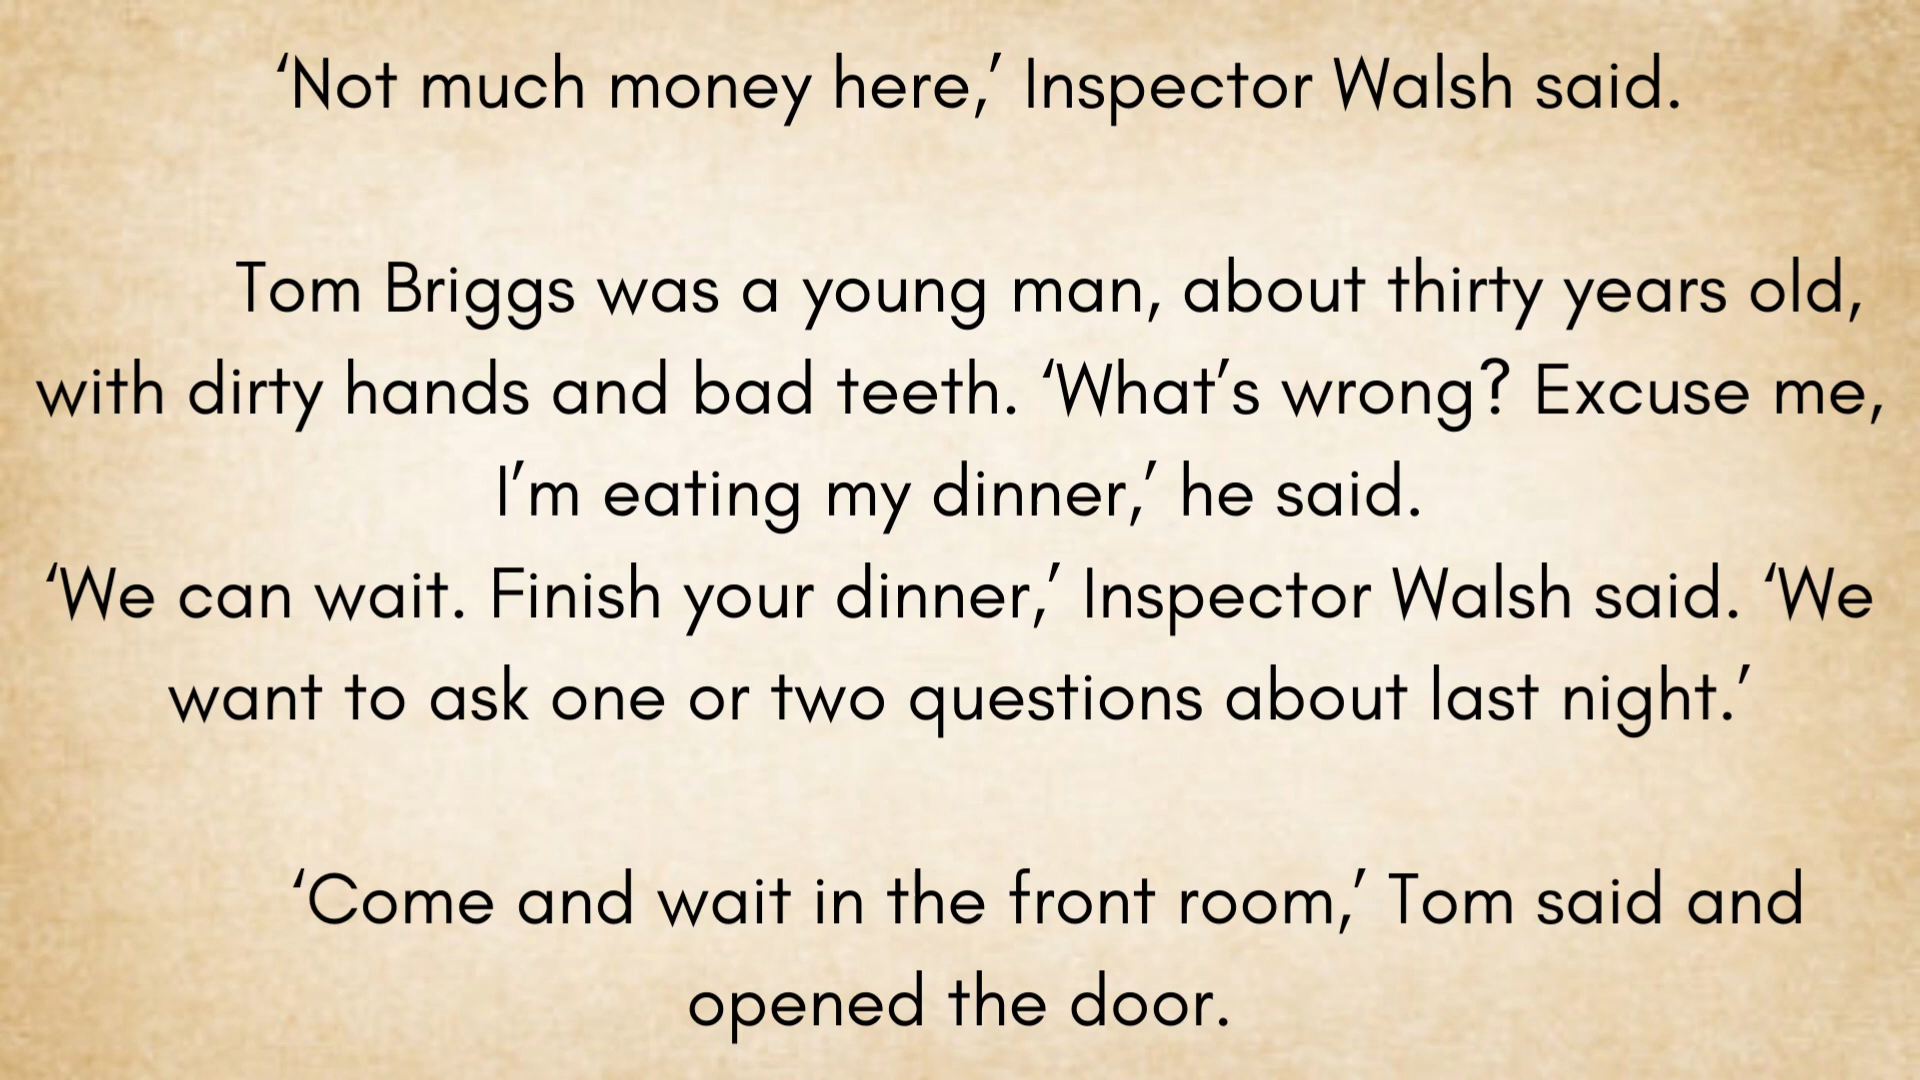 ‘Not much money here,’ Inspector Walsh said.
Tom Briggs was a young man, about thirty years old,
with dirty hands and bad teeth. ‘What’s wrong? Excuse me,
I’m eating my dinner,’ he said.
‘We can wait. Finish your dinner,’ Inspector Walsh said. ‘We
want to ask one or two questions about last night.’
‘Come and wait in the front room,’ Tom said and
opened the door.